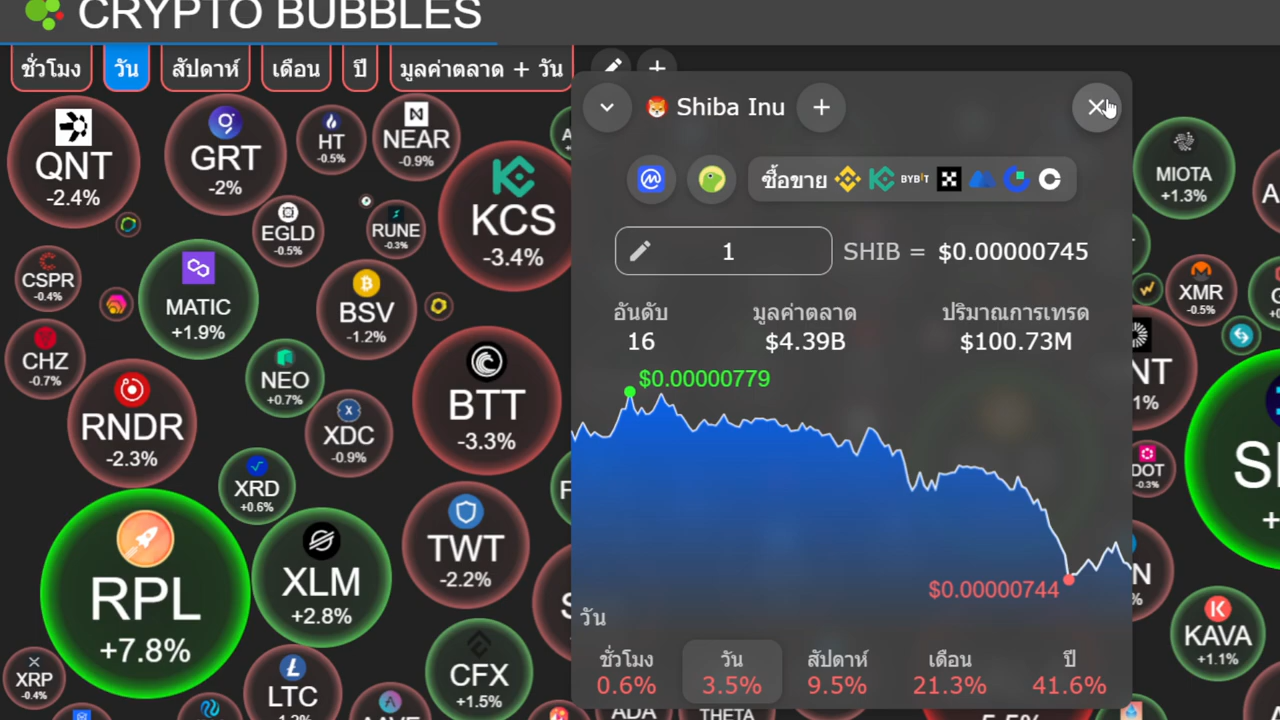 CRYPTO BUBBLES
ชั่วโมง
วัน
สัปดาห์
เดือน
ปี
มูลค่าตลาด + วัน
QNT
-2.4%
GRT
-2%
HT
-0.5%
NEAR
-0.9%
KCS
-3.4%
EGLD
-0.5%
RUNE
-0.3%
CSPR
-0.4%
MATIC
+1.9%
BSV
-1.2%
CHZ
-0.7%
NEO
+0.7%
BTT
-3.3%
RNDR
-2.3%
XDC
-0.9%
XRD
+0.6%
RPL
+7.8%
XLM
+2.8%
TWT
-2.2%
XRP
-0.4%
LTC
CFX
+1.5%
Shiba Inu
ซื้อขาย
BYBIT
1 SHIB = $0.00000745
อันดับ มูลค่าตลาด ปริมาณการเทรด
16 $4.39B $100.73M
$0.00000779
$0.00000744
วัน
ชั่วโมง วัน สัปดาห์ เดือน ปี
0.6% 3.5% 9.5% 21.3% 41.6%
ADA
THETA
MIOTA
+1.3%
XMR
-0.5%
DOT
-0.3%
KAVA
+1.1%